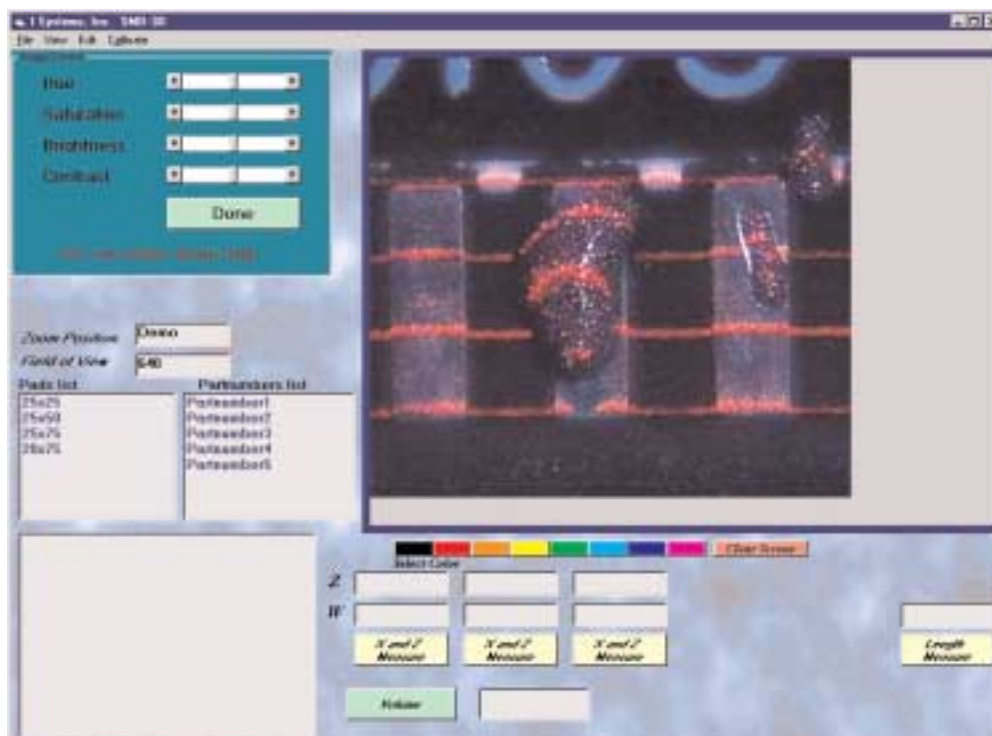 File View Edit Calibrate
Hue
Saturation
Brightness
Contrast
Done
Zoom Position Demo
Field of View 640
Pads list Partnumbers list
25x25 Partnumber1
25x50 Partnumber2
25x75 Partnumber3
Partnumber4
Partnumber5
Clear Screen
Select Color
Z
W
X and Z Measure X and Z Measure X and Z Measure Length Measure
Volume